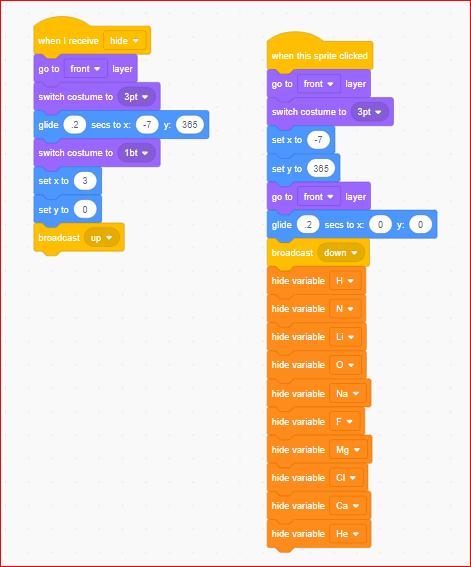 when I receive hide
go to front layer
switch costume to 3pt
glide .2 secs to x: -7 y: 365
switch costume to 1bt
set x to 3
set y to 0
broadcast up
when this sprite clicked
go to front layer
switch costume to 3pt
set x to -7
set y to 365
go to front layer
glide .2 secs to x: 0 y: 0
broadcast down
hide variable H
hide variable N
hide variable Li
hide variable O
hide variable Na
hide variable F
hide variable Mg
hide variable Cl
hide variable Ca
hide variable He